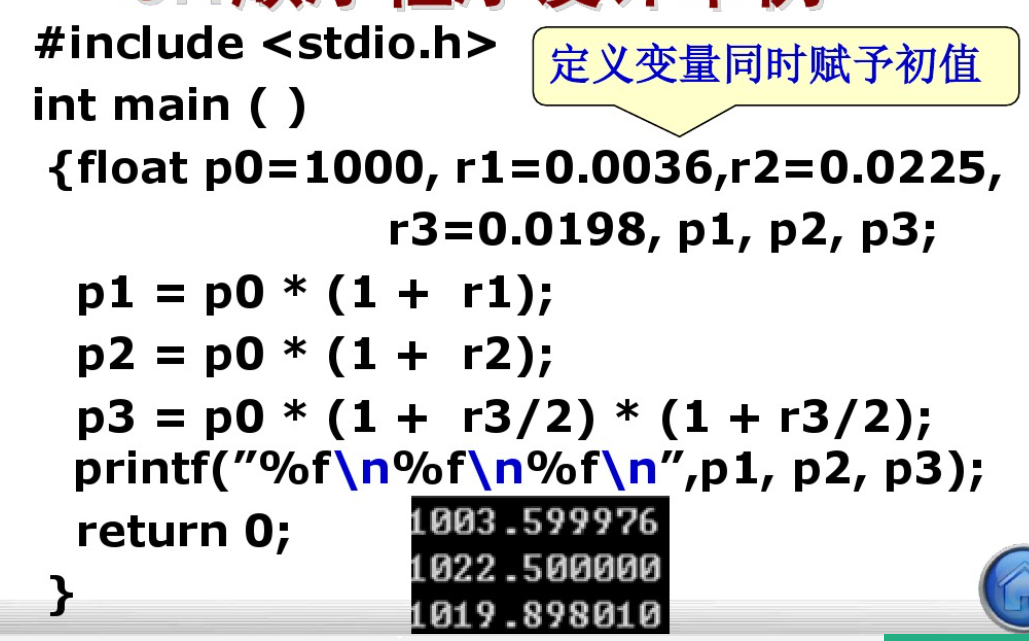 #include <stdio.h>
定义变量同时赋予初值
int main ( )
{float p0=1000, r1=0.0036,r2=0.0225,
r3=0.0198, p1, p2, p3;
p1 = p0 * (1 + r1);
p2 = p0 * (1 + r2);
p3 = p0 * (1 + r3/2) * (1 + r3/2);
printf(”%f\n%f\n%f\n”,p1, p2, p3);
return 0;
1003.599976
1022.500000
1019.898010
}